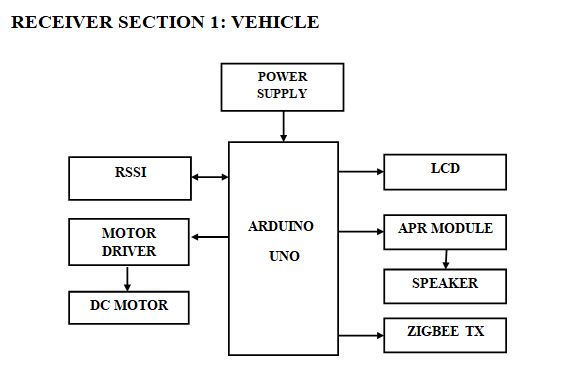 RECEIVER SECTION 1: VEHICLE
POWER
SUPPLY
RSSI
LCD
ARDUINO
UNO
MOTOR
DRIVER
APR MODULE
DC MOTOR
SPEAKER
ZIGBEE TX